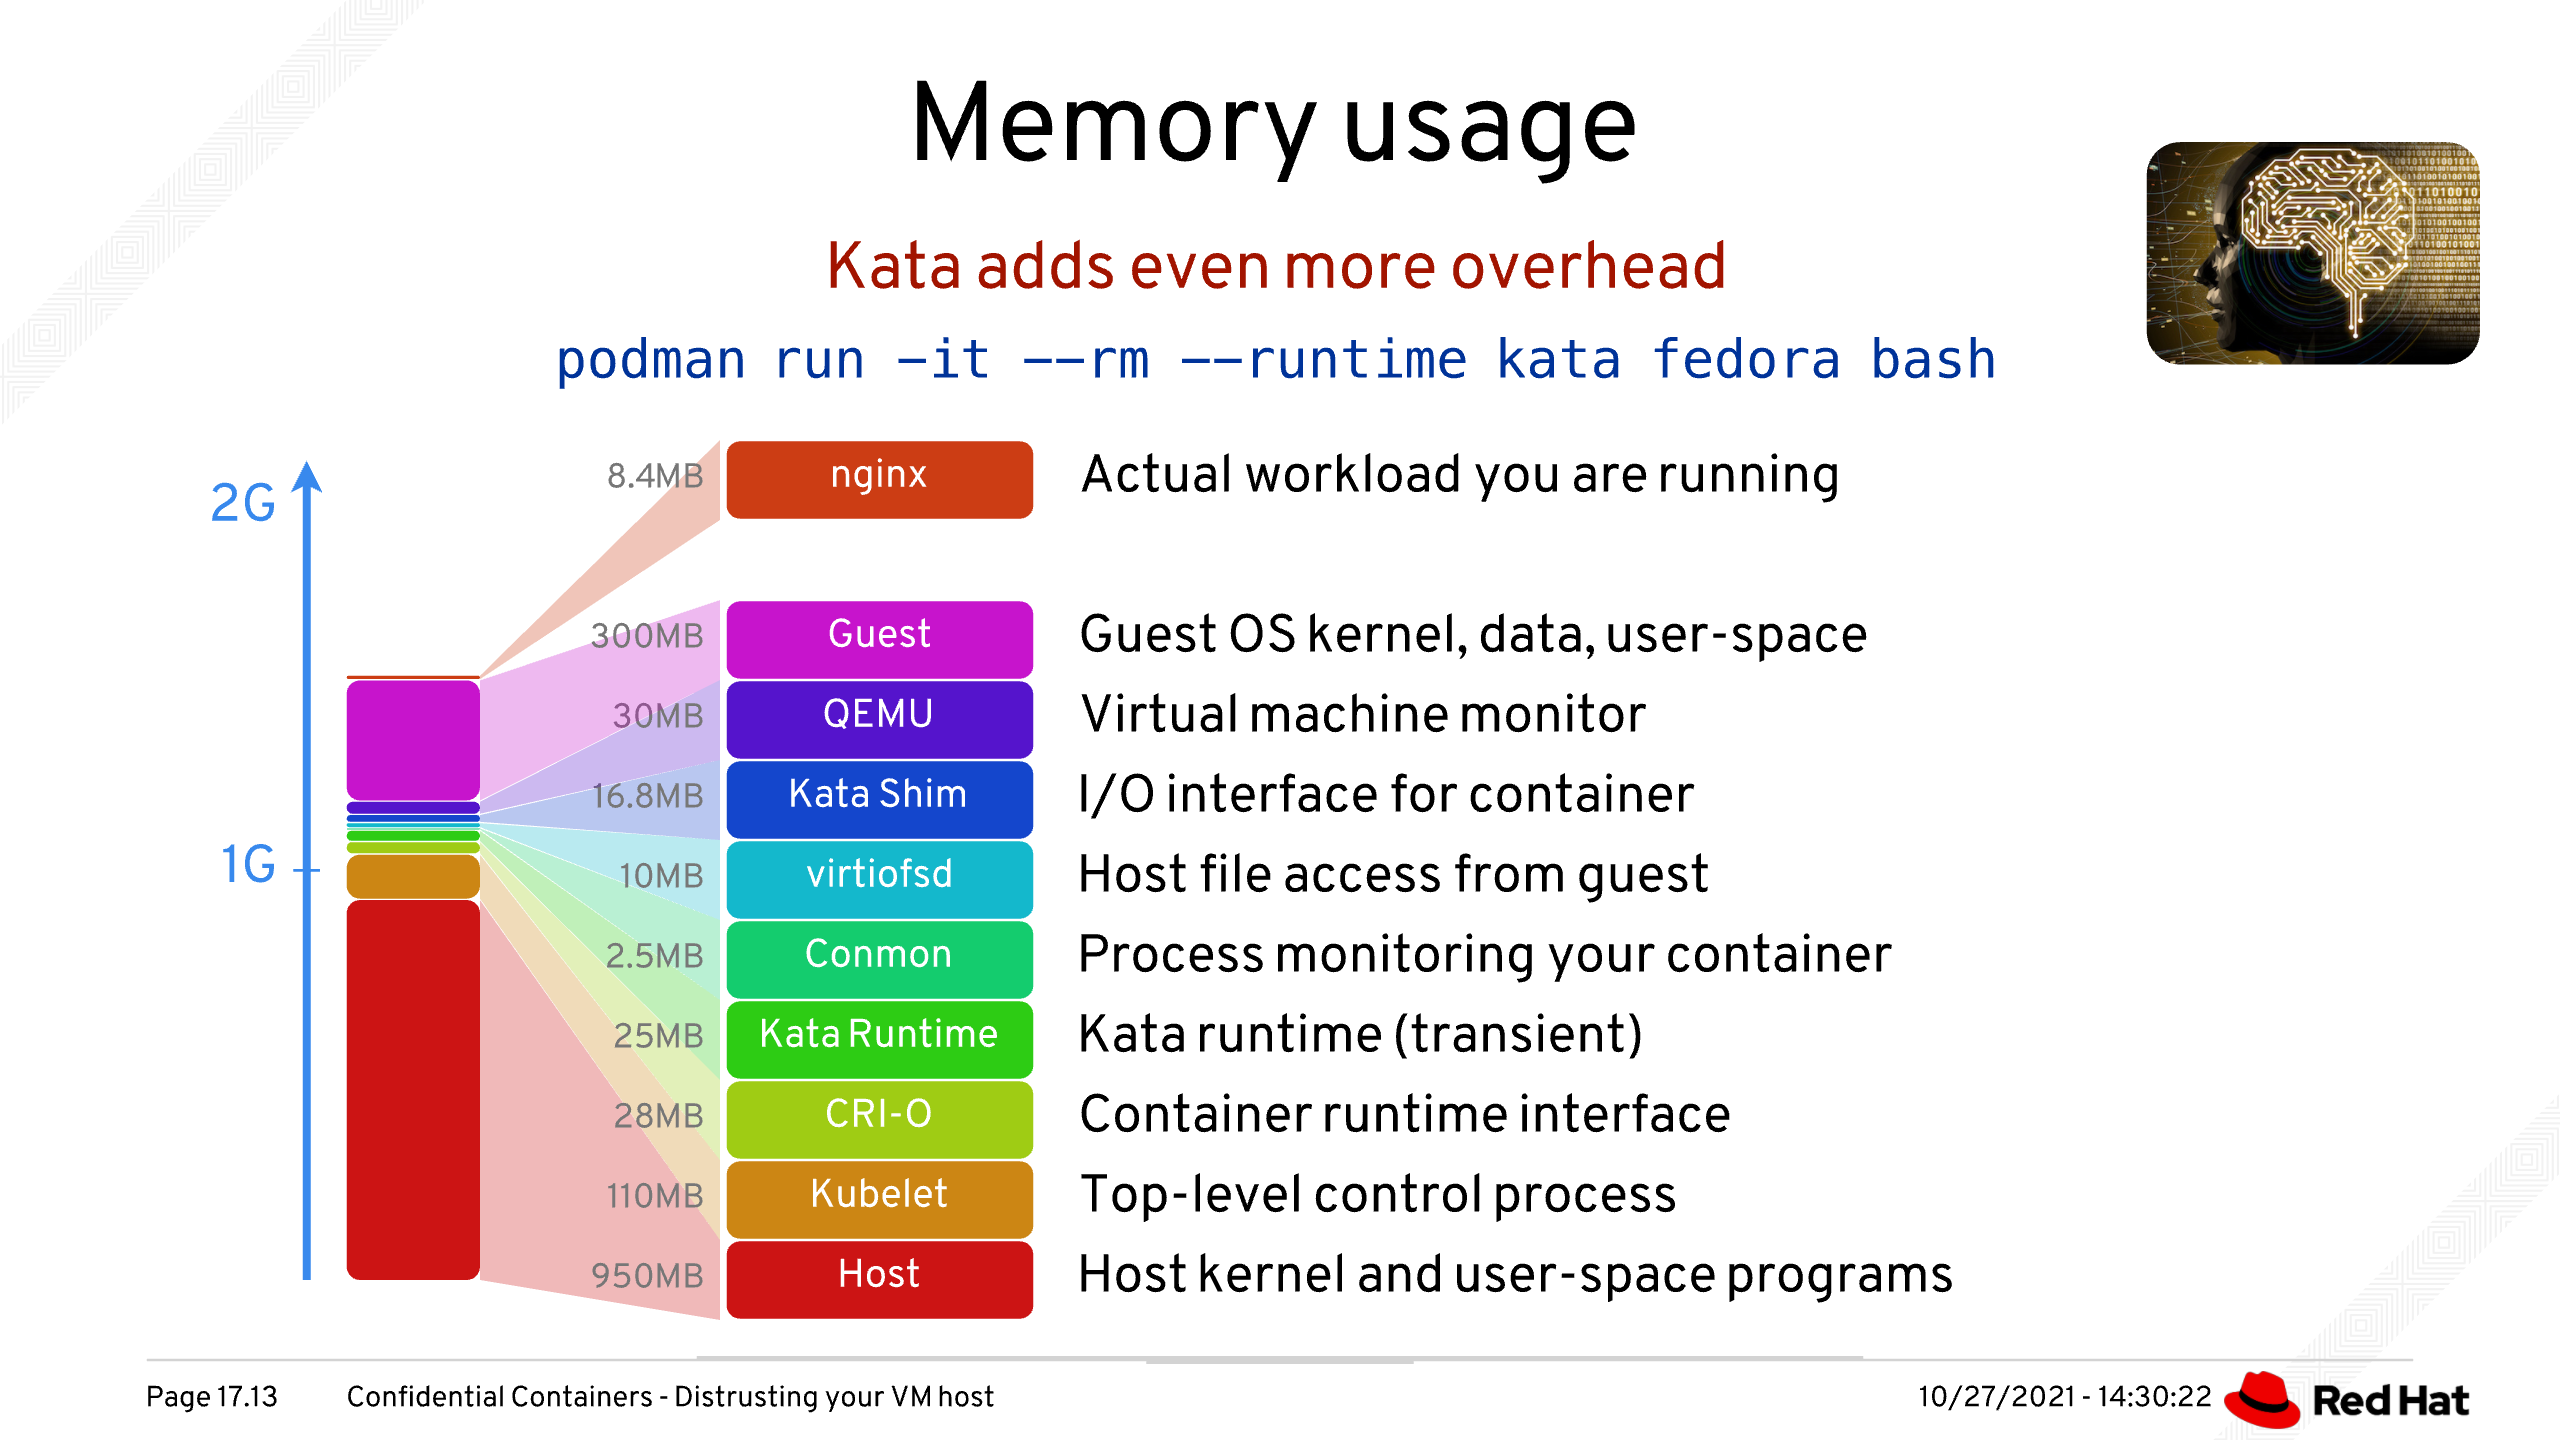 Memory usage
Kata adds even more overhead
podman run -it --rm --runtime kata fedora bash
2G
1G
8.4MB nginx Actual workload you are running
300MB Guest Guest OS kernel, data, user-space
30MB QEMU Virtual machine monitor
16.8MB Kata Shim I/O interface for container
10MB virtiofsd Host file access from guest
2.5MB Conmon Process monitoring your container
25MB Kata Runtime Kata runtime (transient)
28MB CRI-O Container runtime interface
110MB Kubelet Top-level control process
950MB Host Host kernel and user-space programs
Page 17.13 Confidential Containers - Distrusting your VM host 10/27/2021 - 14:30:22 Red Hat